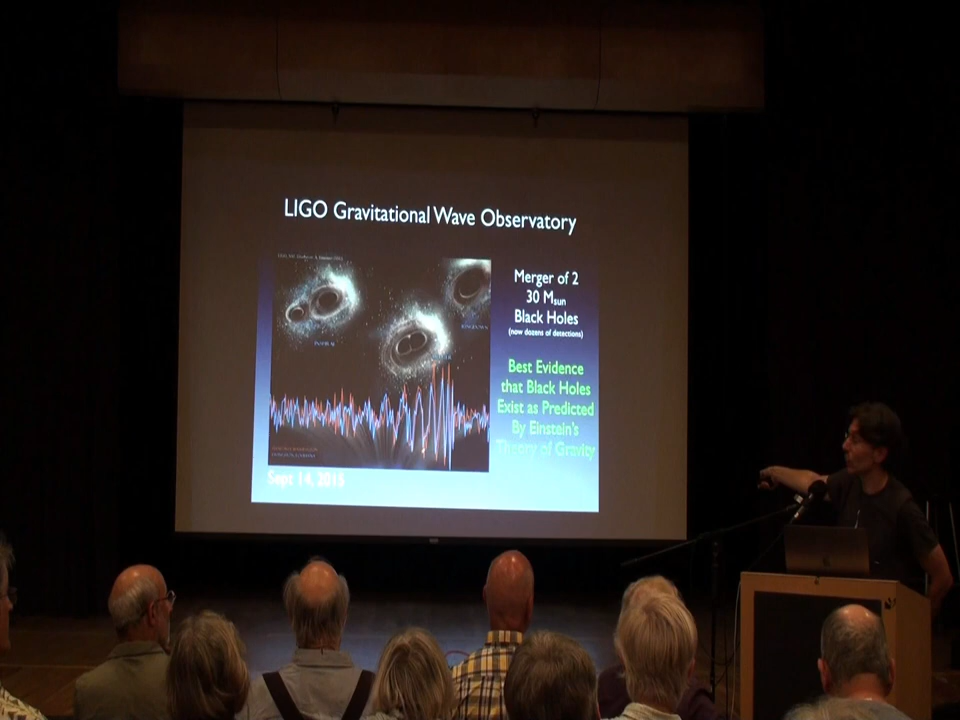 LIGO Gravitational Wave Observatory
Merger of 2
30 Msun
Black Holes
(now dozens of detections)
Best Evidence
that Black Holes
Exist as Predicted
By Einstein's
Theory of Gravity
Sept 14, 2015